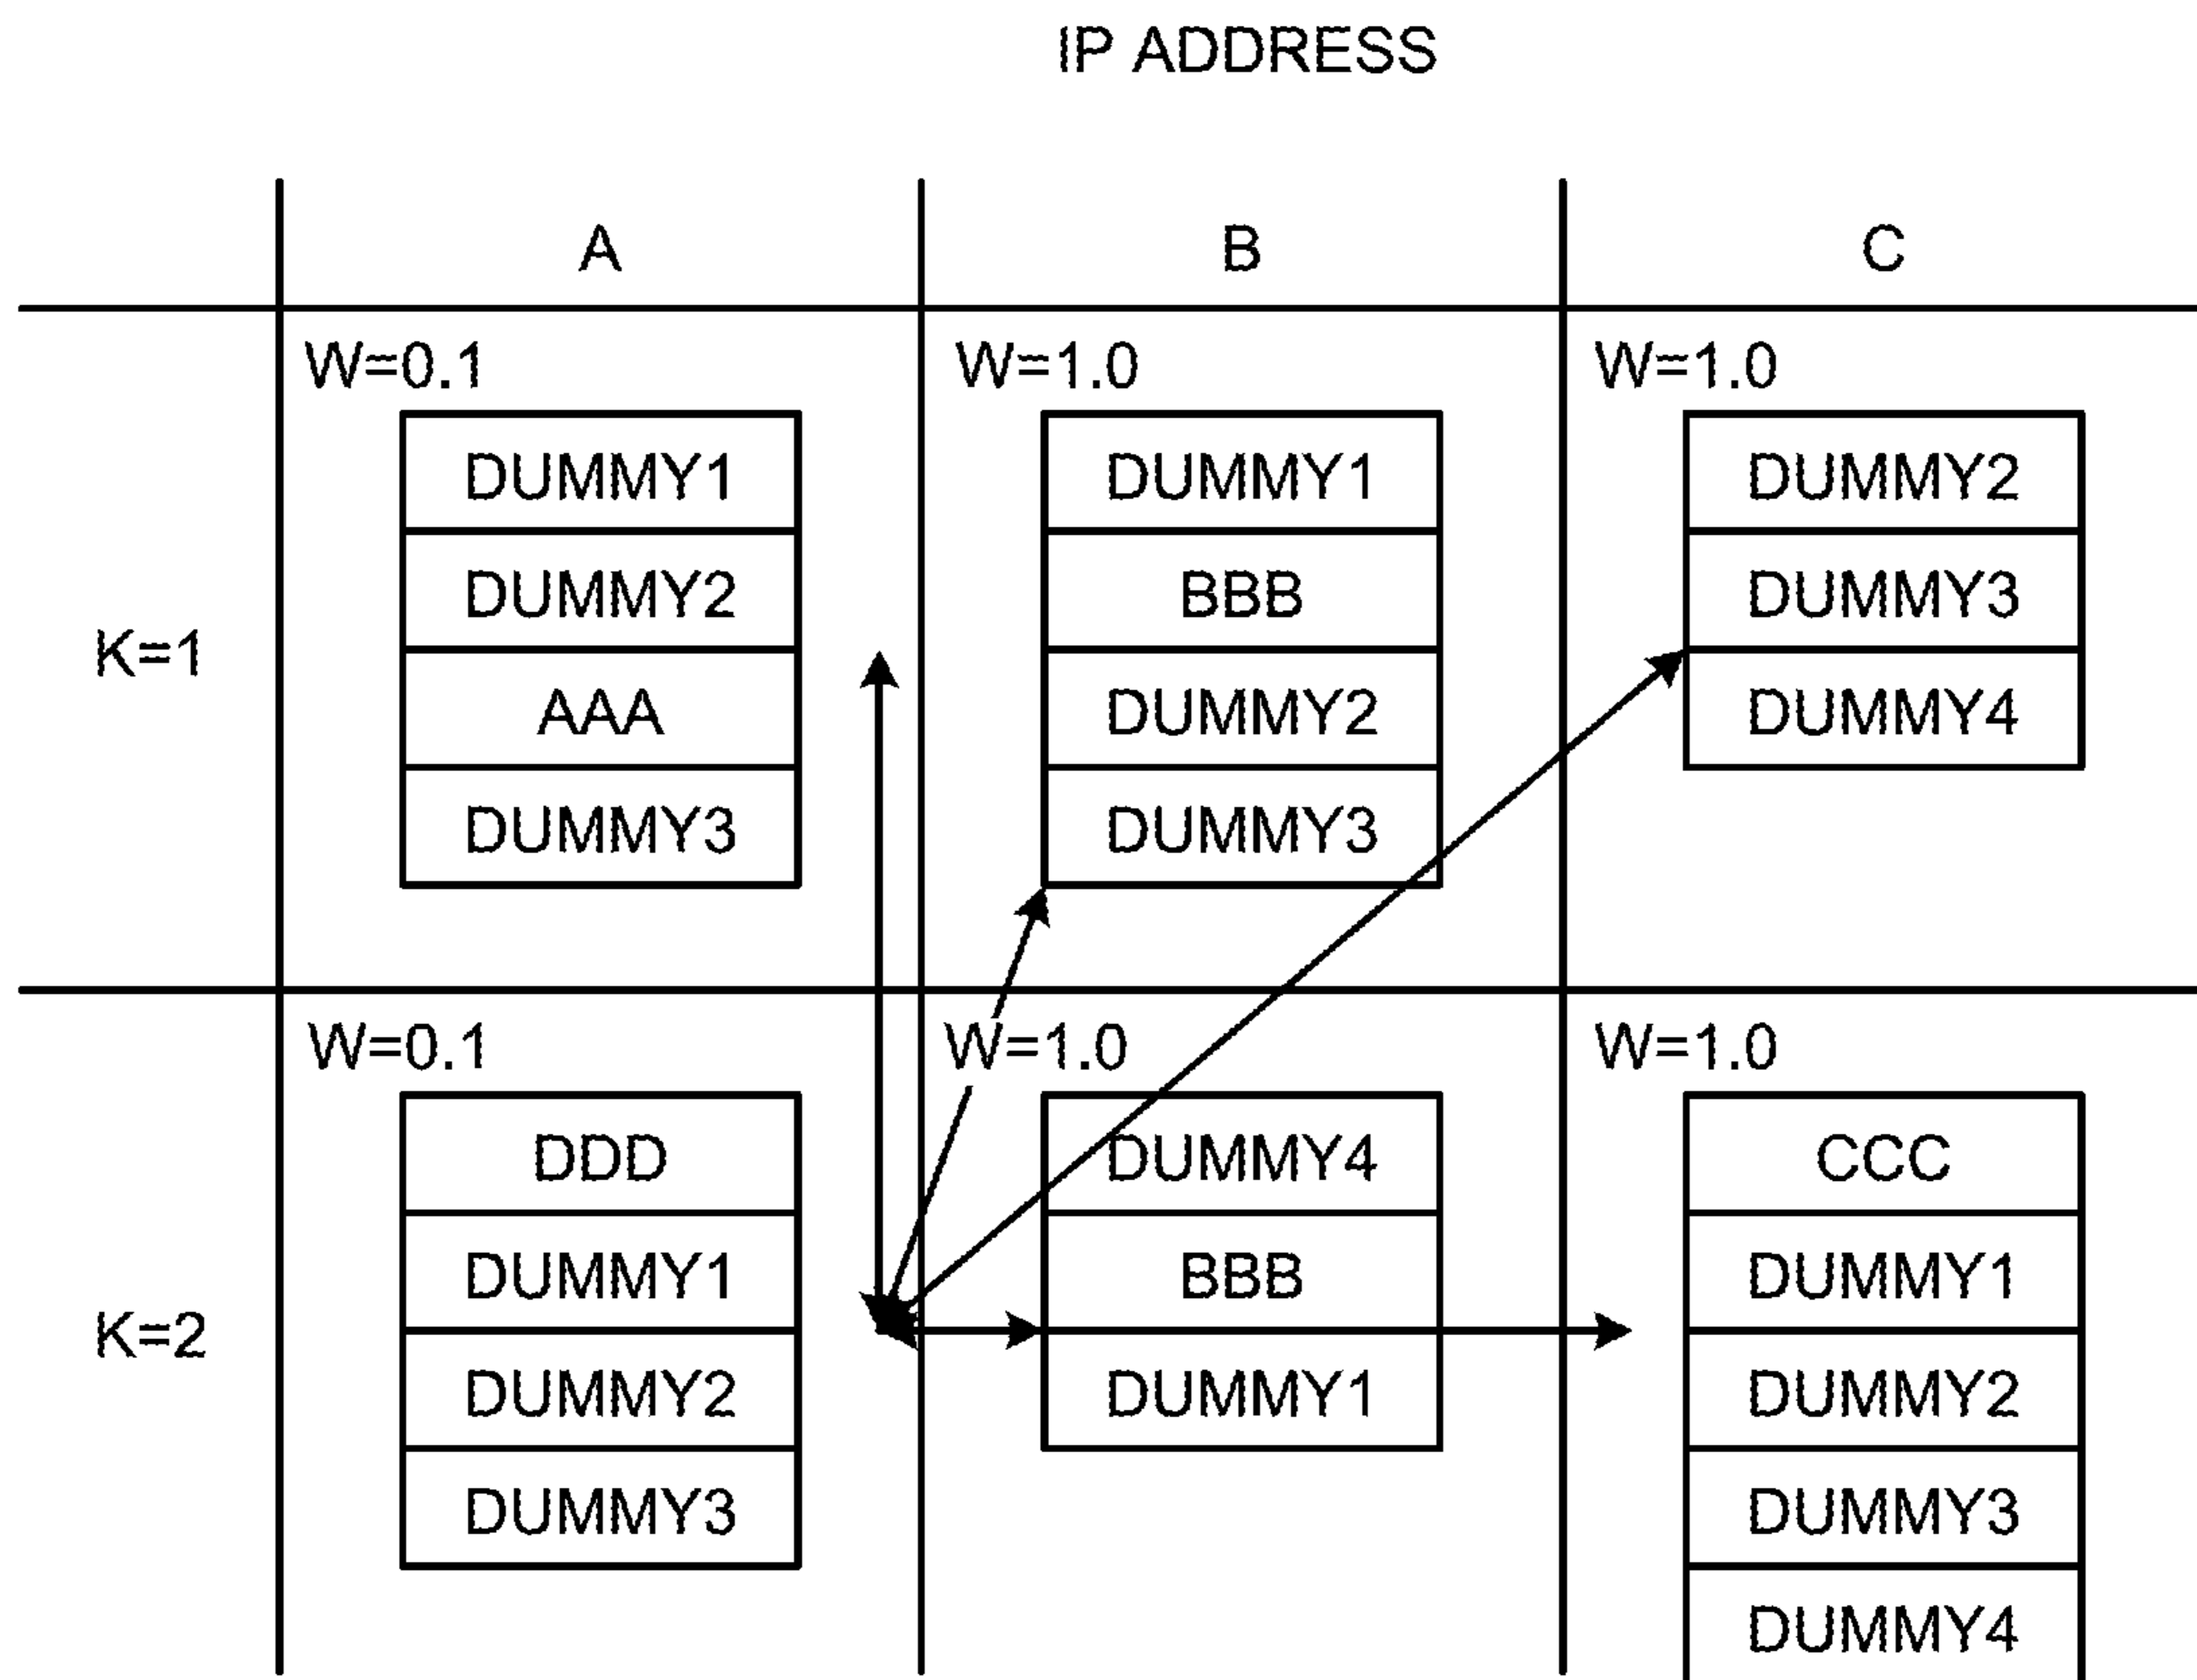 IP ADDRESS
A B C
W=0.1 W=1.0 W=1.0
DUMMY1 DUMMY1 DUMMY2
DUMMY2 BBB DUMMY3
K=1
AAA DUMMY2 DUMMY4
DUMMY3 DUMMY3
W=0.1 W=1.0 W=1.0
DDD DUMMY4 CCC
DUMMY1 BBB DUMMY1
K=2
DUMMY2 DUMMY1 DUMMY2
DUMMY3 DUMMY3
DUMMY4